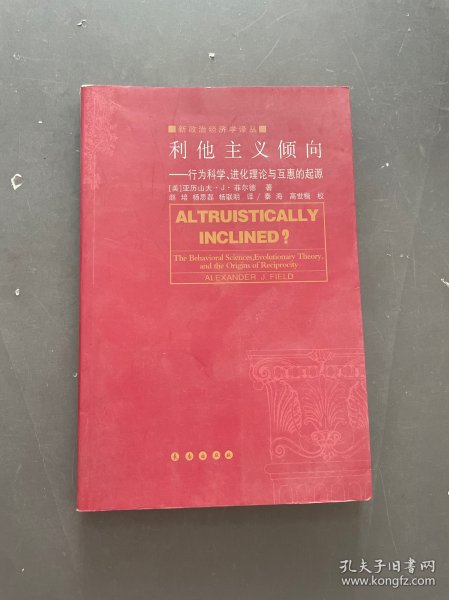 ■新政治经济学译丛■
利他主义倾向
——行为科学、进化理论与互惠的起源
[美]亚历山大·J·菲尔德 著
赵 培 杨思磊 杨联明 译/秦 海 高世楫 校
ALTRUISTICALLY
INCLINED?
The Behavioral Sciences,Evolutionary Theory,
and the Origins of Reciprocity
ALEXANDER J. FIELD
长春出版社
孔夫子旧书网
www.kongfz.com